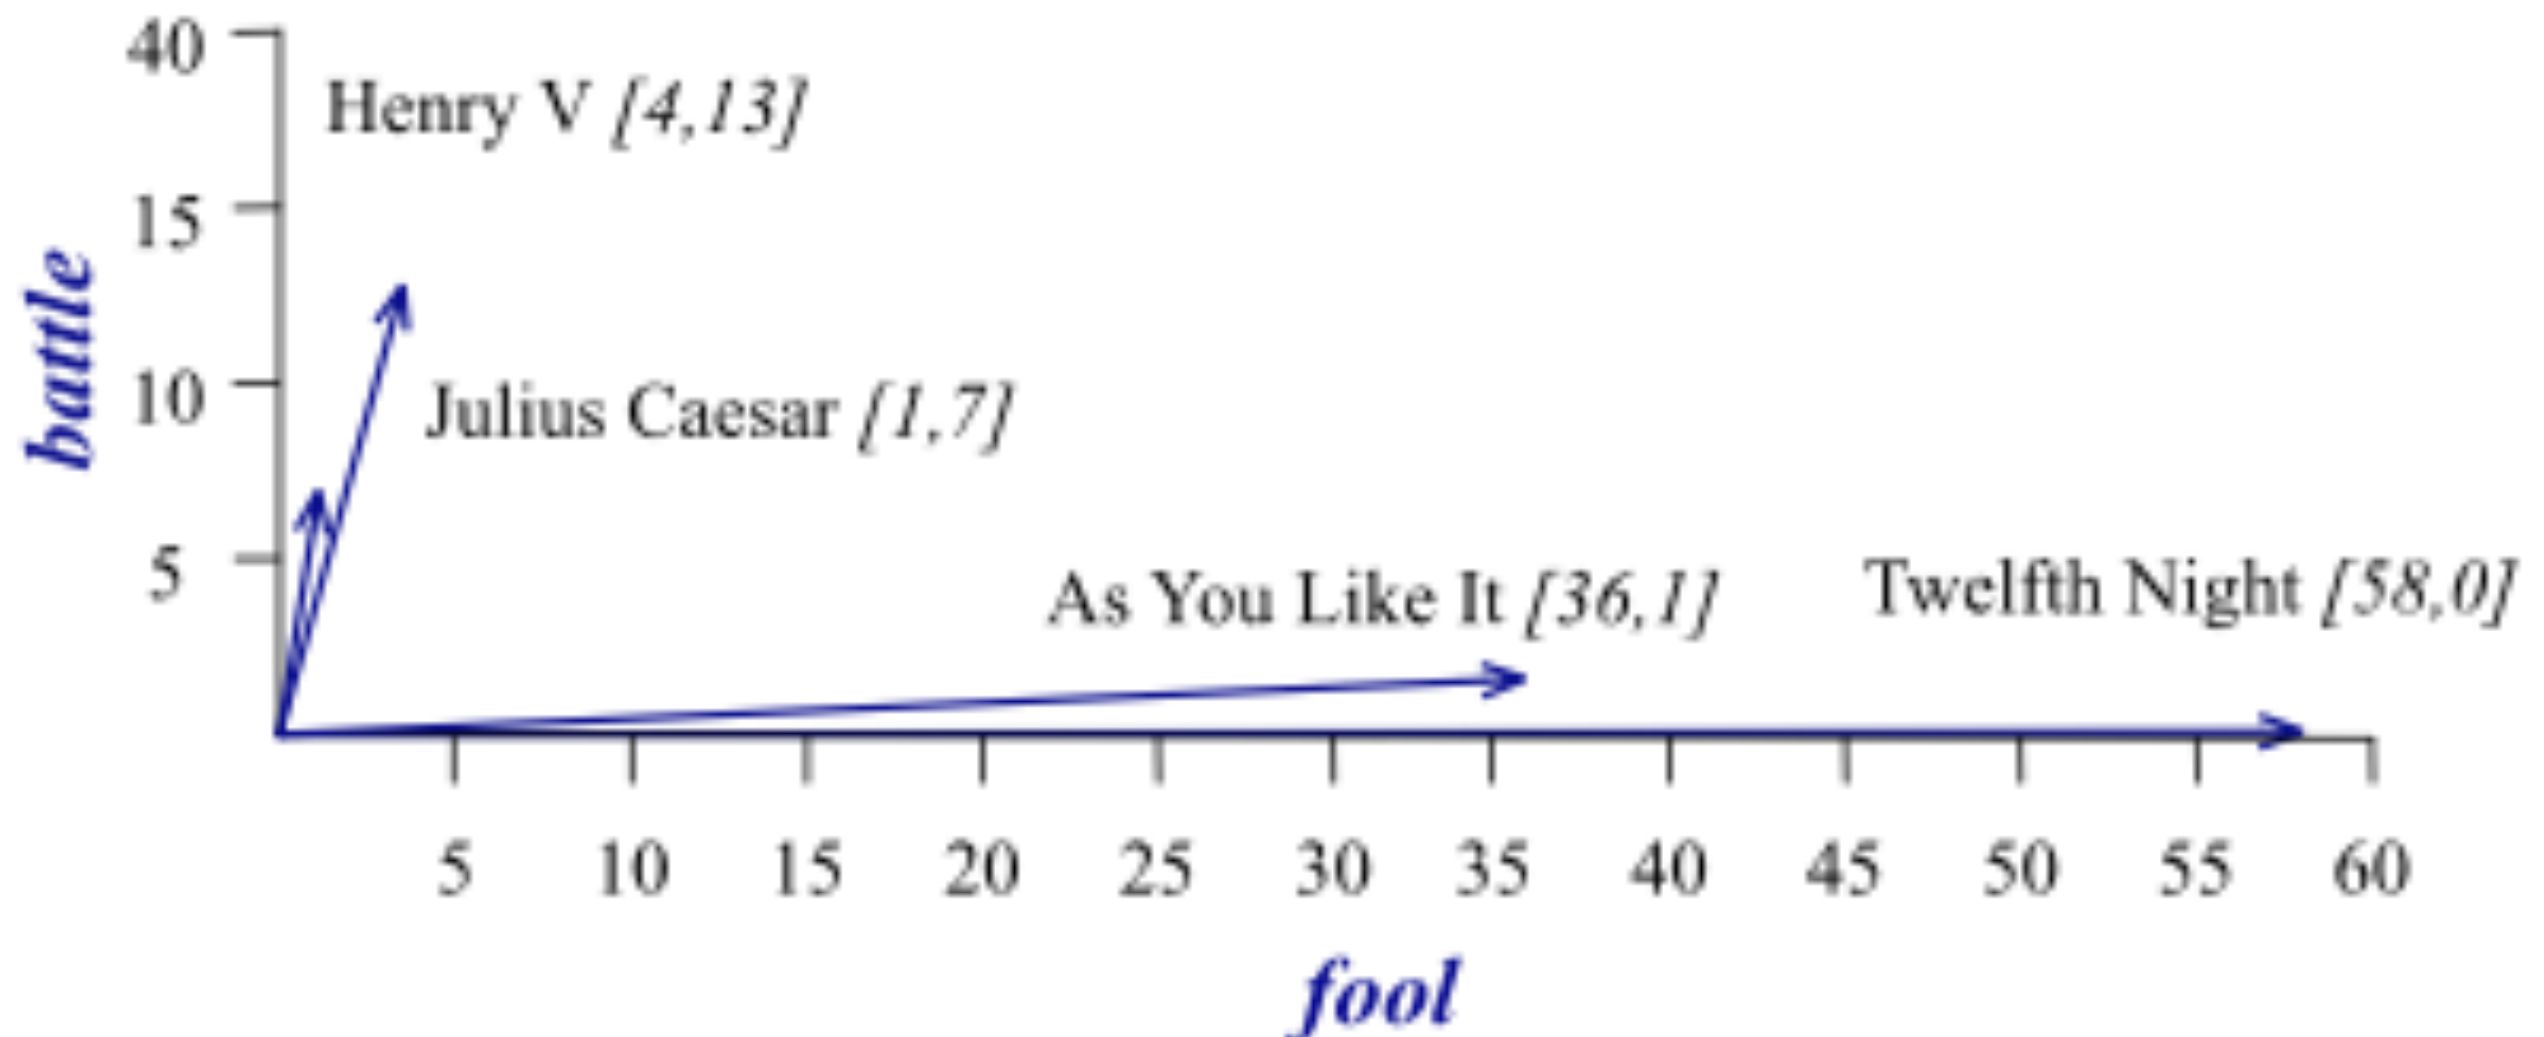 40
Henry V [4,13]
15
battle
10
Julius Caesar [1,7]
5
As You Like It [36,1]
Twelfth Night [58,0]
5 10 15 20 25 30 35 40 45 50 55 60
fool